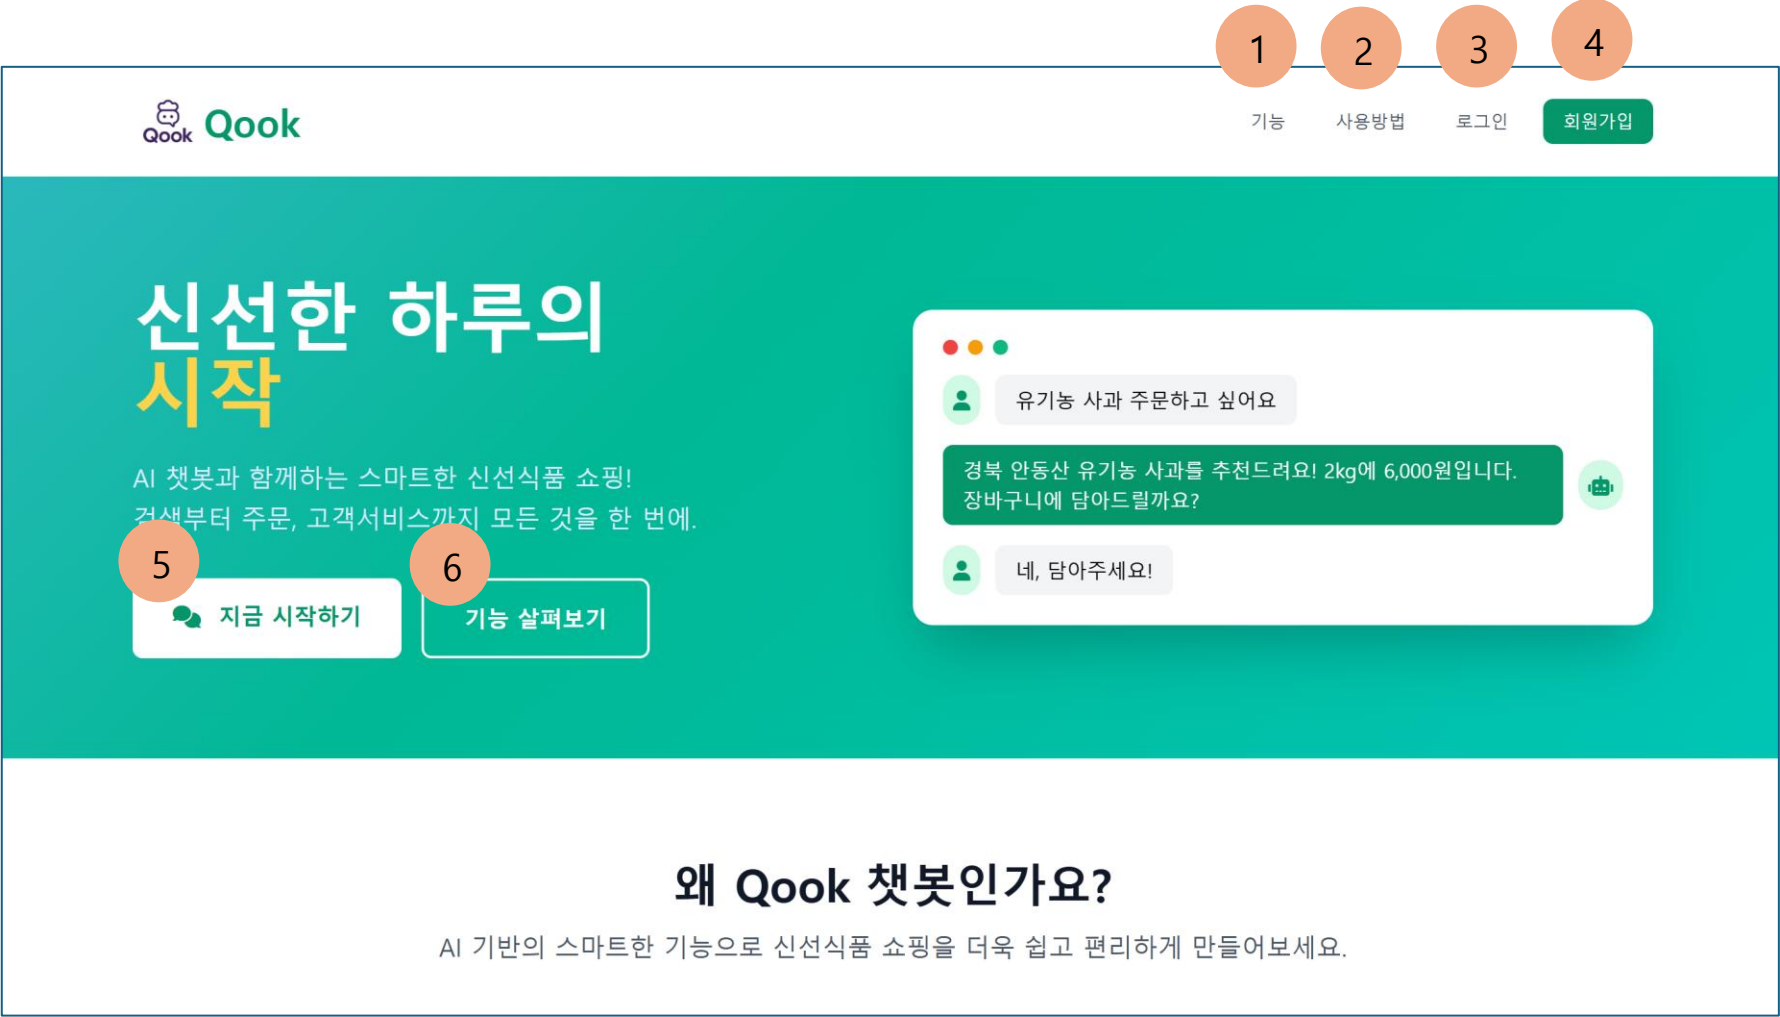 1
2
3
4
Qook Qook
기능 사용방법 로그인 회원가입
신선한 하루의
시작
AI 챗봇과 함께하는 스마트한 신선식품 쇼핑!
검색부터 주문, 고객서비스까지 모든 것을 한 번에.
5
6
지금 시작하기
기능 살펴보기
유기농 사과 주문하고 싶어요
경북 안동산 유기농 사과를 추천드려요! 2kg에 6,000원입니다.
장바구니에 담아드릴까요?
네, 담아주세요!
왜 Qook 챗봇인가요?
AI 기반의 스마트한 기능으로 신선식품 쇼핑을 더욱 쉽고 편리하게 만들어보세요.